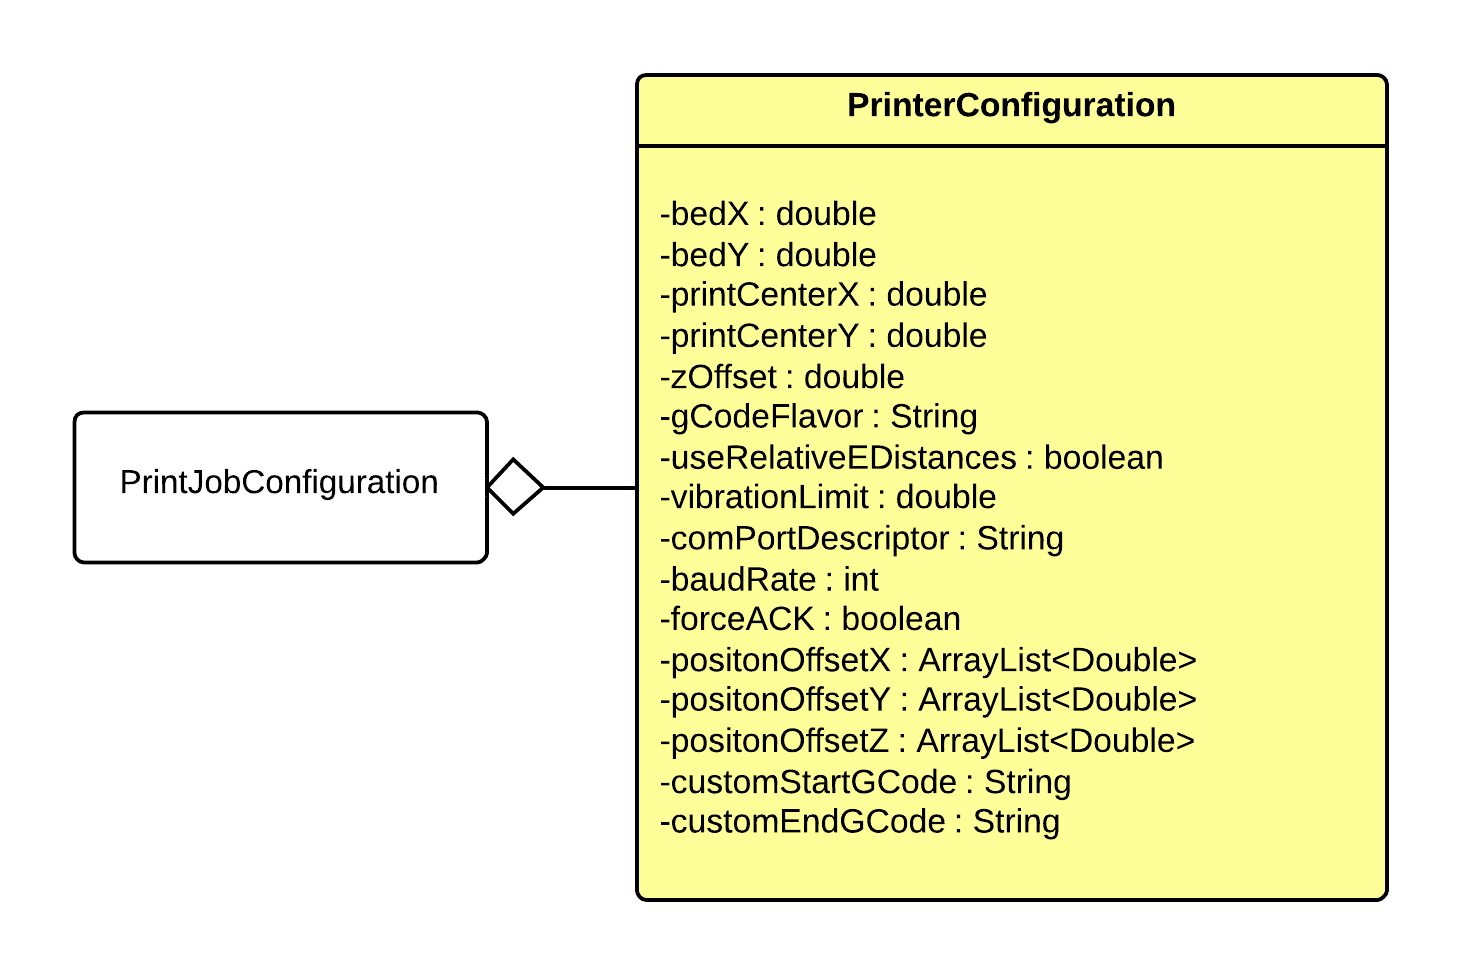 PrinterConfiguration
-bedX : double
-bedY : double
-printCenterX : double
-printCenterY : double
-zOffset : double
-gCodeFlavor : String
-useRelativeEDistances : boolean
-vibrationLimit : double
-comPortDescriptor : String
-baudRate : int
-forceACK : boolean
-positonOffsetX : ArrayList<Double>
-positonOffsetY : ArrayList<Double>
-positonOffsetZ : ArrayList<Double>
-customStartGCode : String
-customEndGCode : String
PrintJobConfiguration